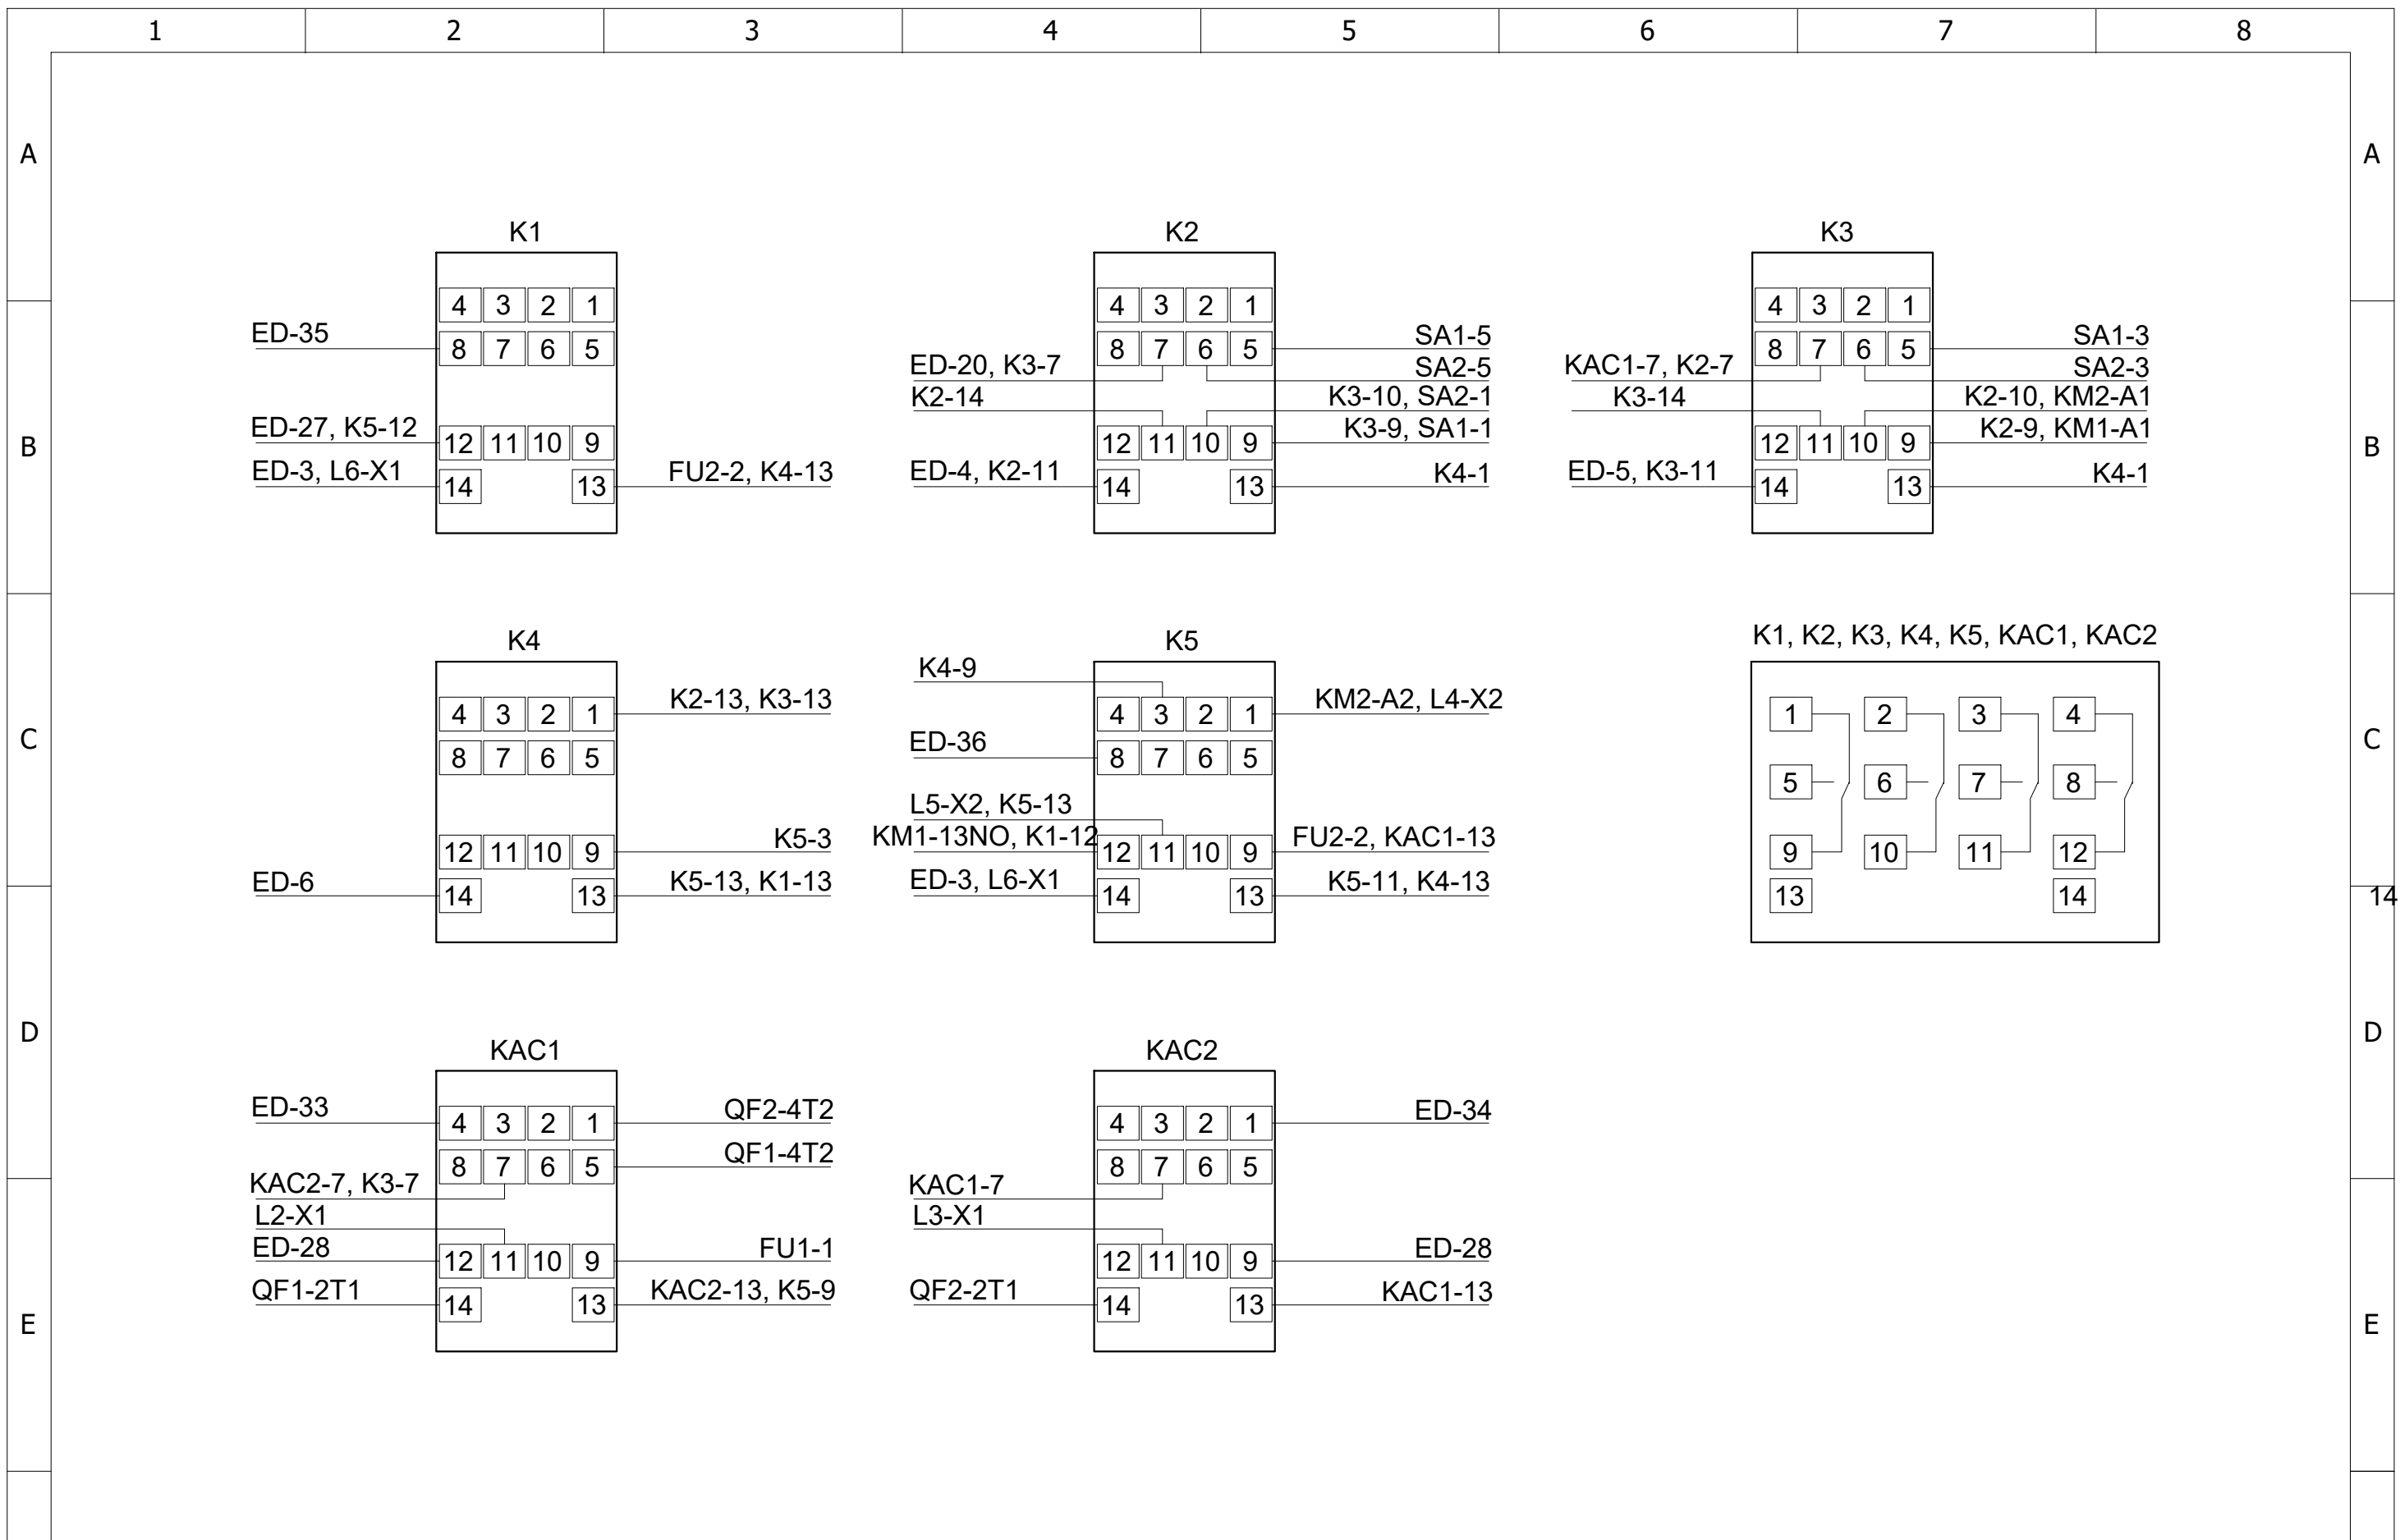 1 2 3 4 5 6 7 8
A A
K1 K2 K3
4 3 2 1 4 3 2 1 4 3 2 1
ED-35 8 7 6 5 8 7 6 5 SA1-5 8 7 6 5 SA1-3
ED-20, K3-7 SA2-5 KAC1-7, K2-7 SA2-3
K2-14 K3-10, SA2-1 K3-14 K2-10, KM2-A1
B ED-27, K5-12 12 11 10 9 12 11 10 9 K3-9, SA1-1 12 11 10 9 K2-9, KM1-A1 B
ED-3, L6-X1 14 13 FU2-2, K4-13 ED-4, K2-11 14 13 K4-1 ED-5, K3-11 14 13 K4-1
K4 K5 K1, K2, K3, K4, K5, KAC1, KAC2
K4-9
4 3 2 1 K2-13, K3-13 4 3 2 1 KM2-A2, L4-X2 1 2 3 4
C C
8 7 6 5 ED-36 8 7 6 5 5 6 7 8
L5-X2, K5-13
12 11 10 9 K5-3 KM1-13NO, K1-12 12 11 10 9 FU2-2, KAC1-13 9 10 11 12
ED-6 14 13 K5-13, K1-13 ED-3, L6-X1 14 13 K5-11, K4-13 13 14 14
D D
KAC1 KAC2
ED-33 4 3 2 1 QF2-4T2 4 3 2 1 ED-34
8 7 6 5 QF1-4T2 8 7 6 5
KAC2-7, K3-7 KAC1-7
L2-X1 L3-X1
ED-28 12 11 10 9 FU1-1 12 11 10 9 ED-28
QF1-2T1 14 13 KAC2-13, K5-9 QF2-2T1 14 13 KAC1-13
E E